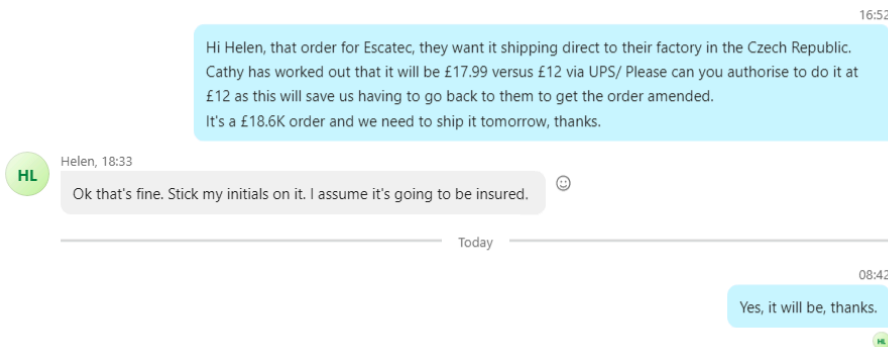 16:52
Hi Helen, that order for Escatec, they want it shipping direct to their factory in the Czech Republic.
Cathy has worked out that it will be £17.99 versus £12 via UPS/ Please can you authorise to do it at
£12 as this will save us having to go back to them to get the order amended.
It's a £18.6K order and we need to ship it tomorrow, thanks.
Helen, 18:33
HL
Ok that's fine. Stick my initials on it. I assume it's going to be insured.
Today
08:42
Yes, it will be, thanks.
HL